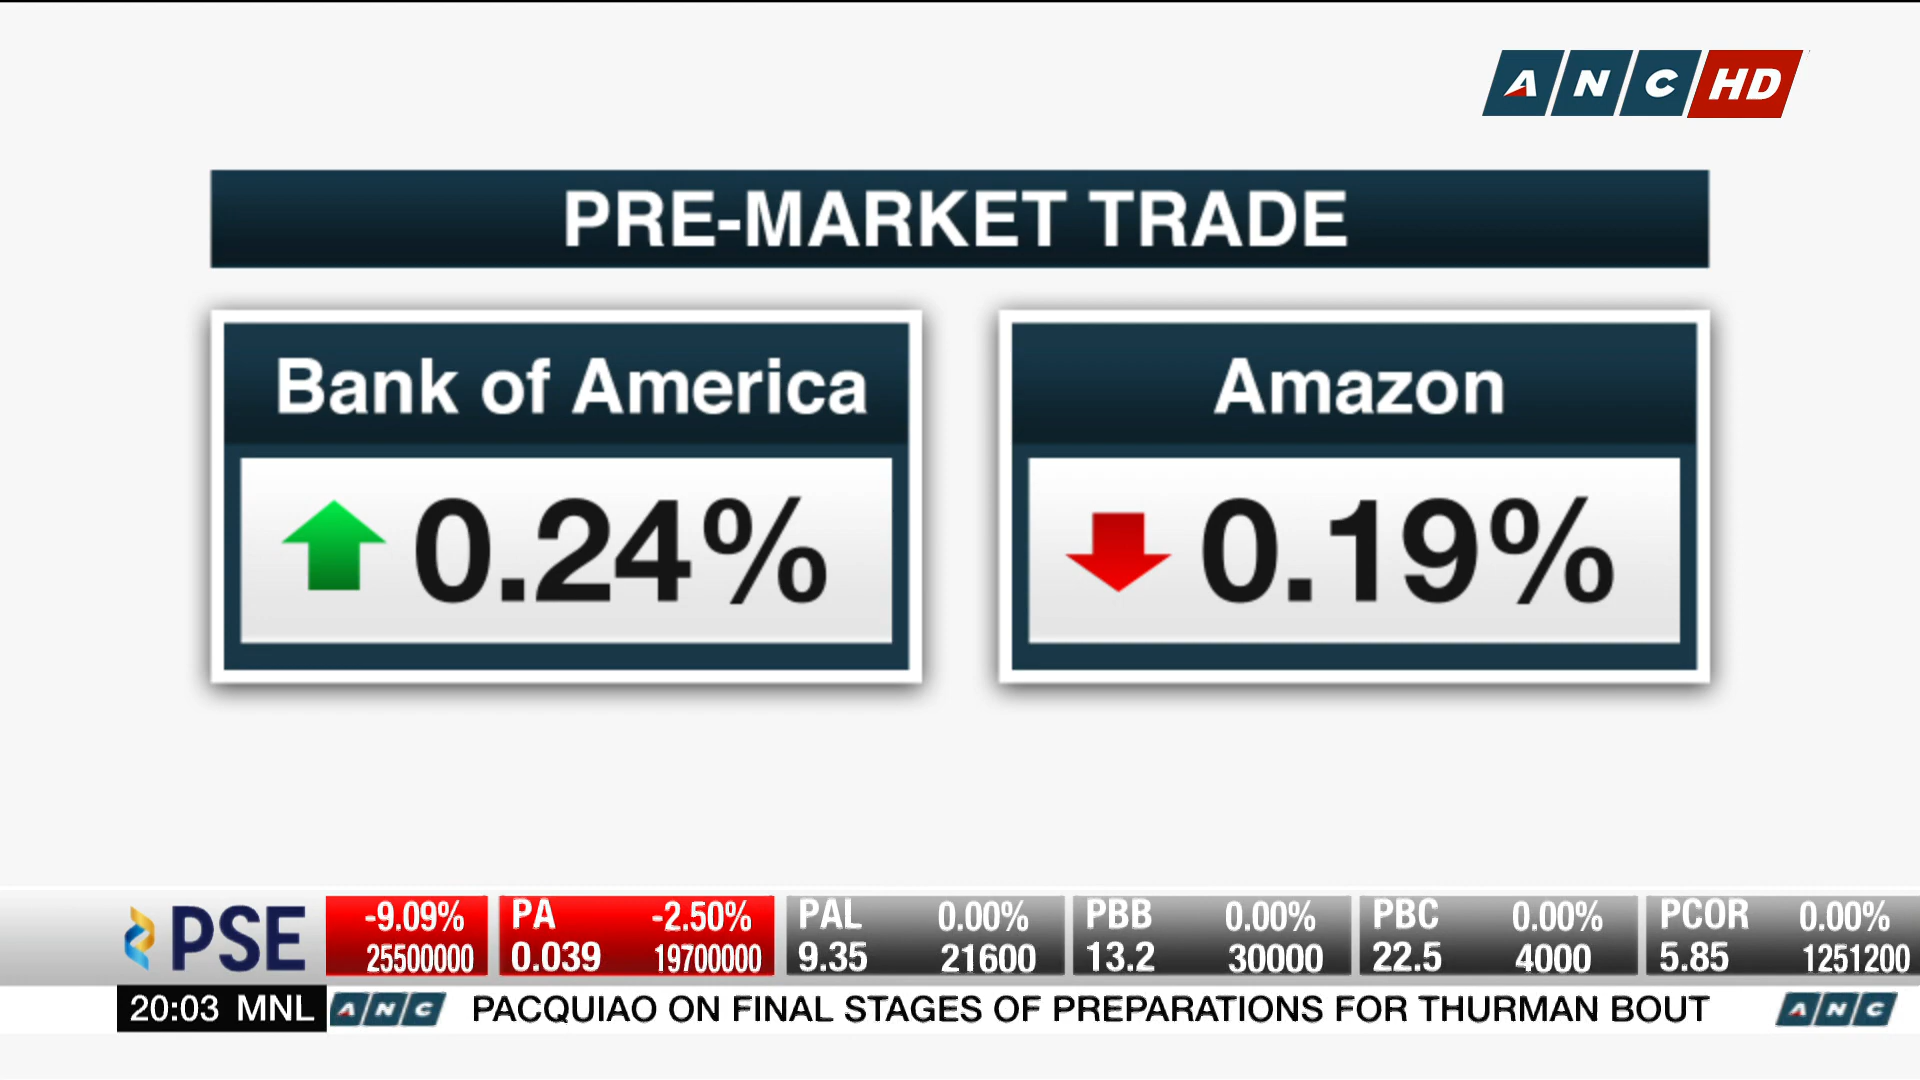 ANC HD
PRE-MARKET TRADE
Bank of America
0.24%
Amazon
0.19%
PSE
-9.09%
25500000
PA -2.50%
0.039 19700000
PAL 0.00%
9.35 21600
PBB 0.00%
13.2 30000
PBC 0.00%
22.5 4000
PCOR 0.00%
5.85 1251200
20:03 MNL ANC PACQUIAO ON FINAL STAGES OF PREPARATIONS FOR THURMAN BOUT ANC